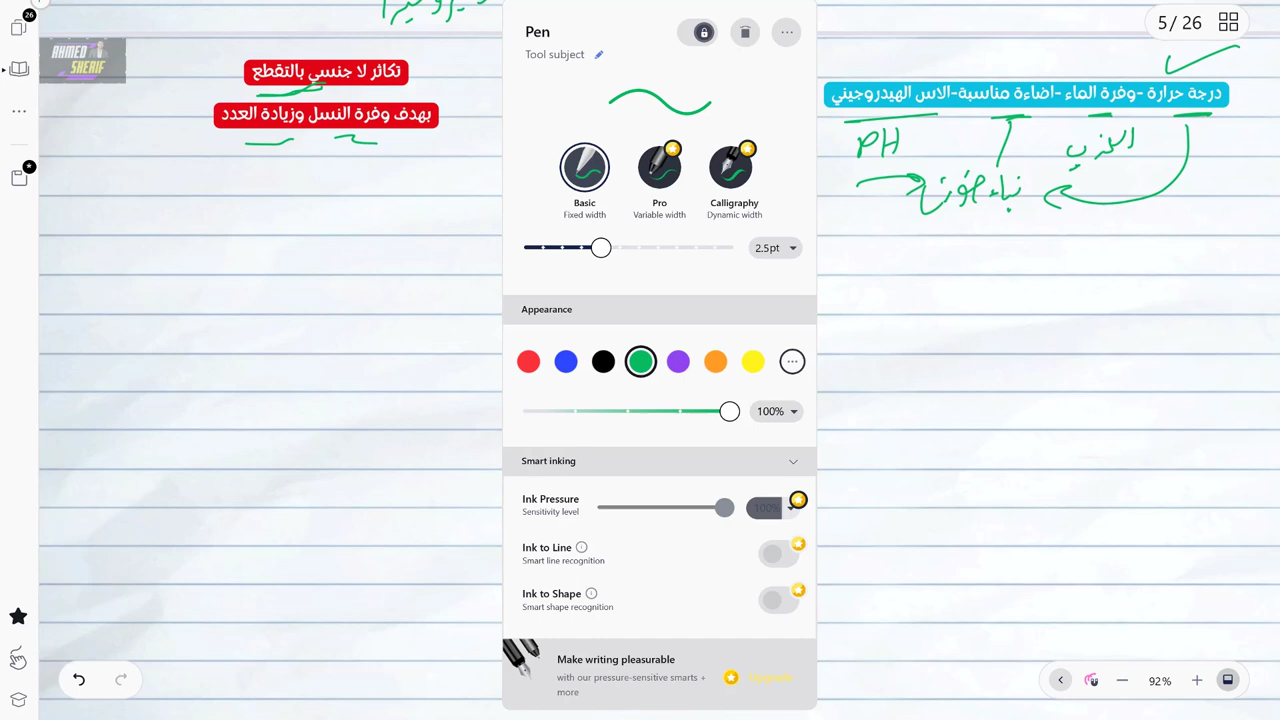 26
5 / 26
AHMED
SHERIF
تكاثر لا جنسي بالتقطع
بهدف وفرة النسل وزيادة العدد
درجة حرارة -وفرة الماء -اضاءة مناسبة-الاس الهيدروجيني
PH
Pen
Tool subject
Basic
Fixed width
Pro
Variable width
Calligraphy
Dynamic width
2.5pt
Appearance
100%
Smart inking
Ink Pressure
Sensitivity level
100%
Ink to Line
Smart line recognition
Ink to Shape
Smart shape recognition
Make writing pleasurable
with our pressure-sensitive smarts +
more
Upgrade
92%